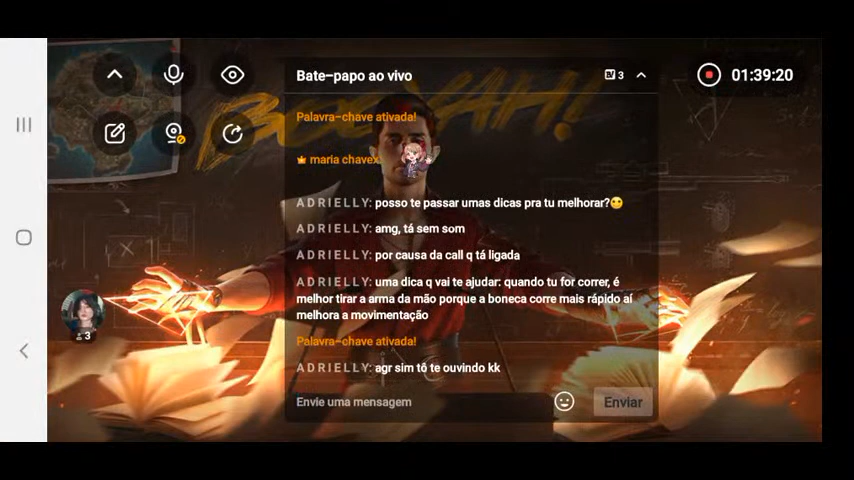 BOOYAH!
Bate-papo ao vivo
3
01:39:20
Palavra-chave ativada!
maria chavex
ADRIELLY: posso te passar umas dicas pra tu melhorar?
ADRIELLY: amg, tá sem som
ADRIELLY: por causa da call q tá ligada
ADRIELLY: uma dica q vai te ajudar: quando tu for correr, é
melhor tirar a arma da mão porque a boneca corre mais rápido aí
melhora a movimentação
3
Palavra-chave ativada!
ADRIELLY: agr sim tô te ouvindo kk
Envie uma mensagem
Enviar